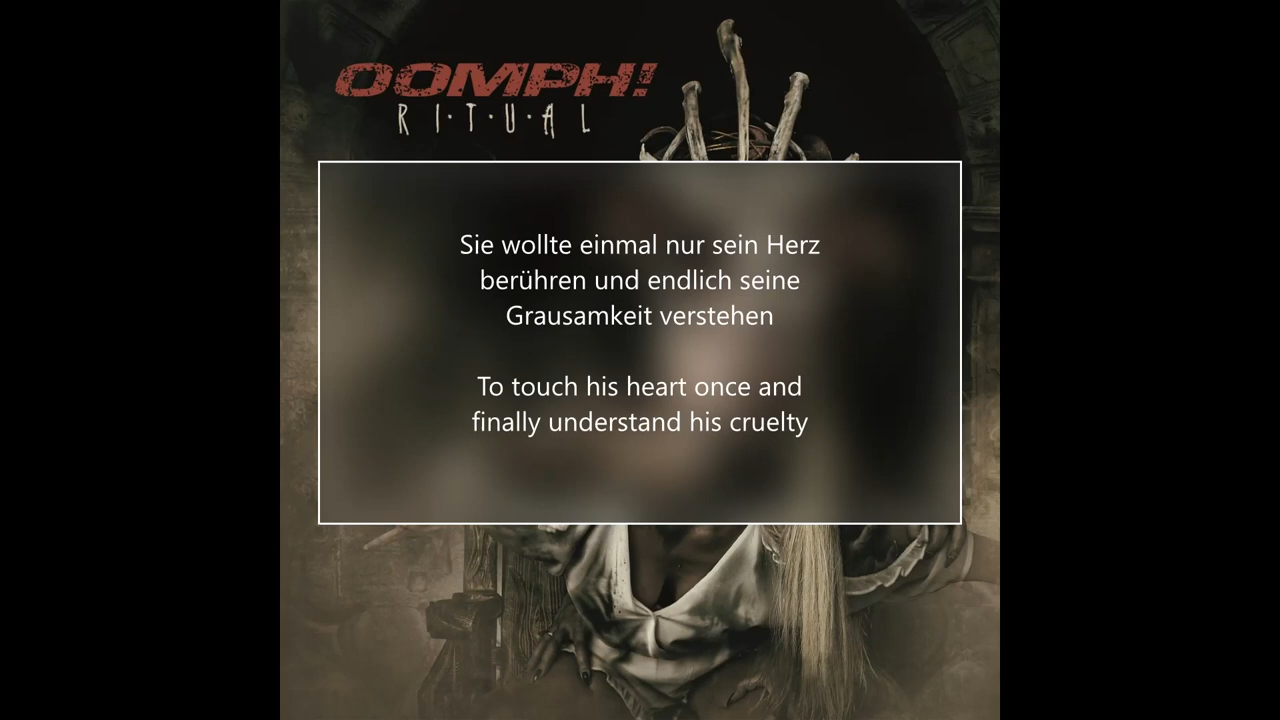 OOMPH!
R·I·T·U·A·L
Sie wollte einmal nur sein Herz
berühren und endlich seine
Grausamkeit verstehen
To touch his heart once and
finally understand his cruelty